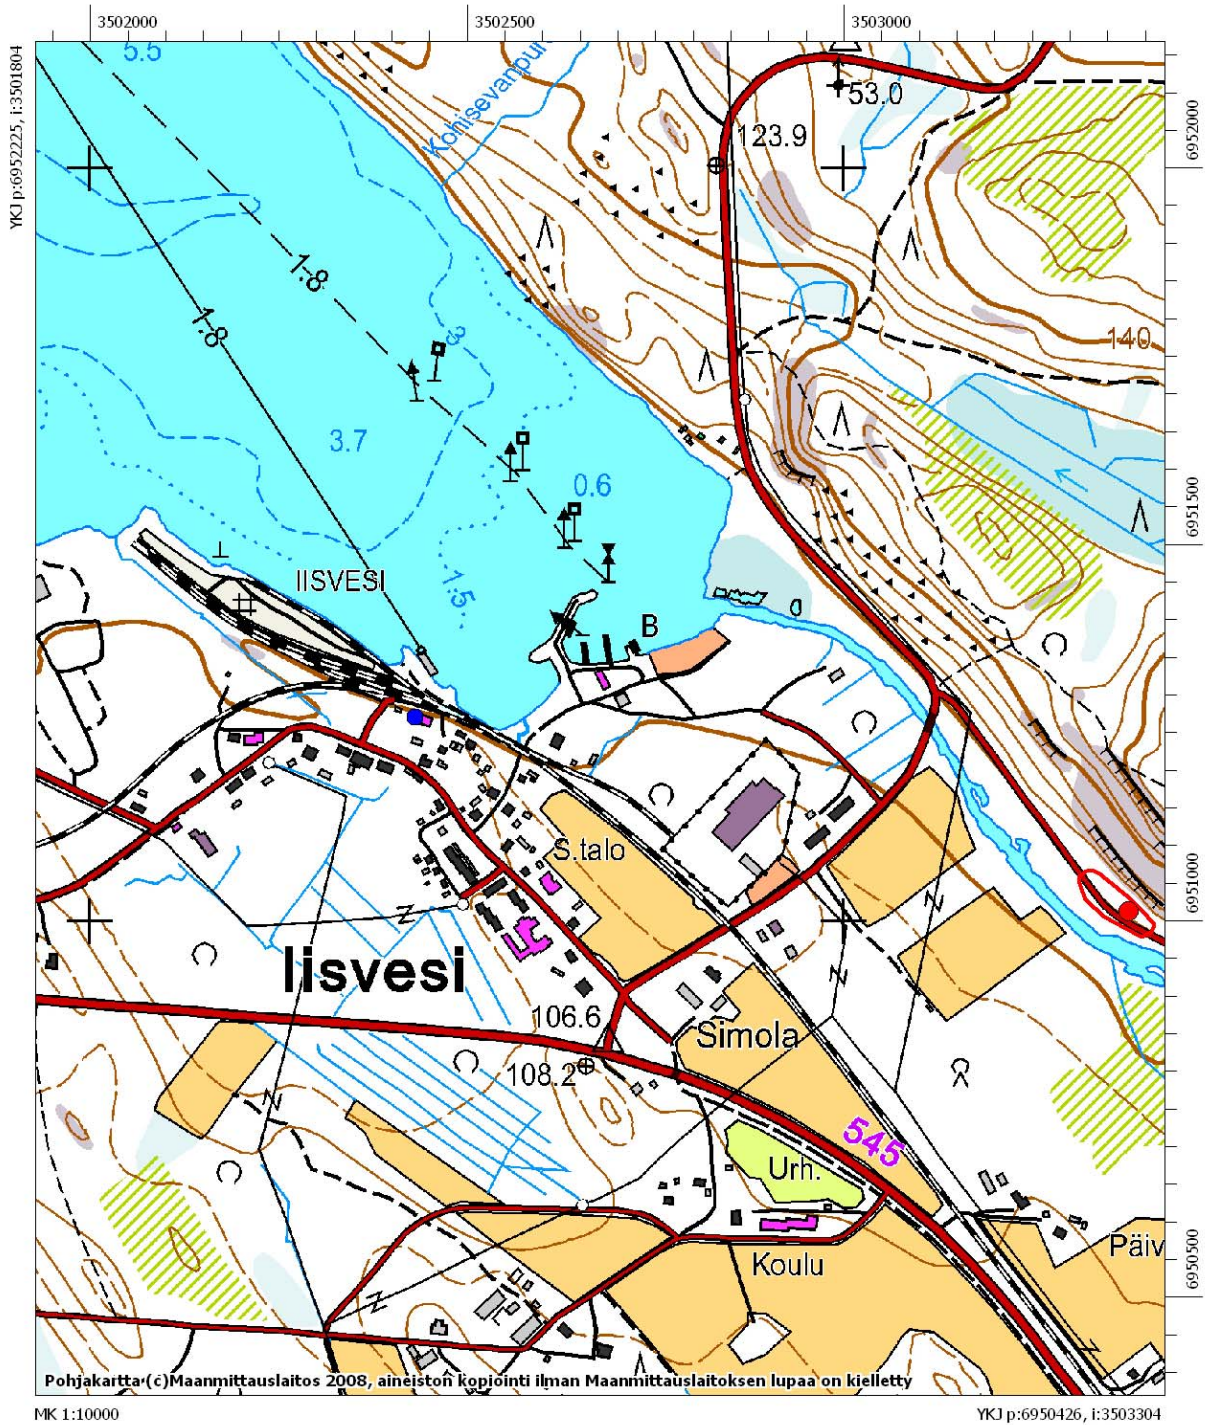 3502000
3502500
3503000
YKJ p:6952225, i:3501804
6952000
6951500
6951000
6950500
5.5
Kohisevanpuro
53.0
123.9
1.8
1.8
140
3
3.7
0.6
1.5
IISVESI
B
S.talo
Iisvesi
106.6
Simola
108.2
545
Urh.
Koulu
Päiv
Pohjakartta (c)Maanmittauslaitos 2008, aineiston kopiointi ilman Maanmittauslaitoksen lupaa on kielletty
MK 1:10000
YKJ p:6950426, i:3503304